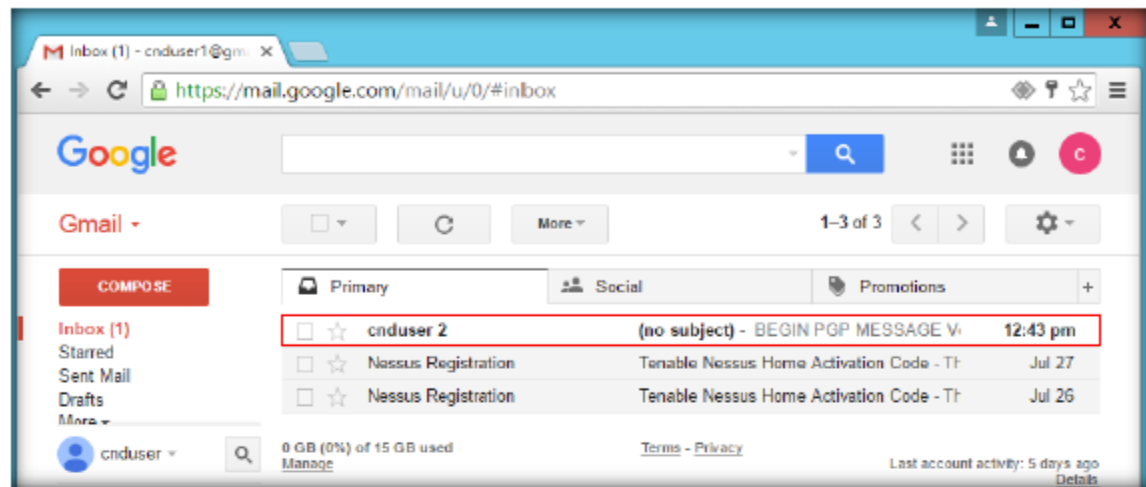 Inbox (1) - cnduser1@gm
https://mail.google.com/mail/u/0/#inbox
Google
C
Gmail
More
1–3 of 3
COMPOSE
Primary
Social
Promotions
+
Inbox (1)
cnduser 2 (no subject) - BEGIN PGP MESSAGE V 12:43 pm
Starred
Nessus Registration Tenable Nessus Home Activation Code - Th Jul 27
Sent Mail
Drafts
Nessus Registration Tenable Nessus Home Activation Code - Th Jul 26
More
cnduser
0 GB (0%) of 15 GB used
Manage
Terms - Privacy
Last account activity: 5 days ago
Details